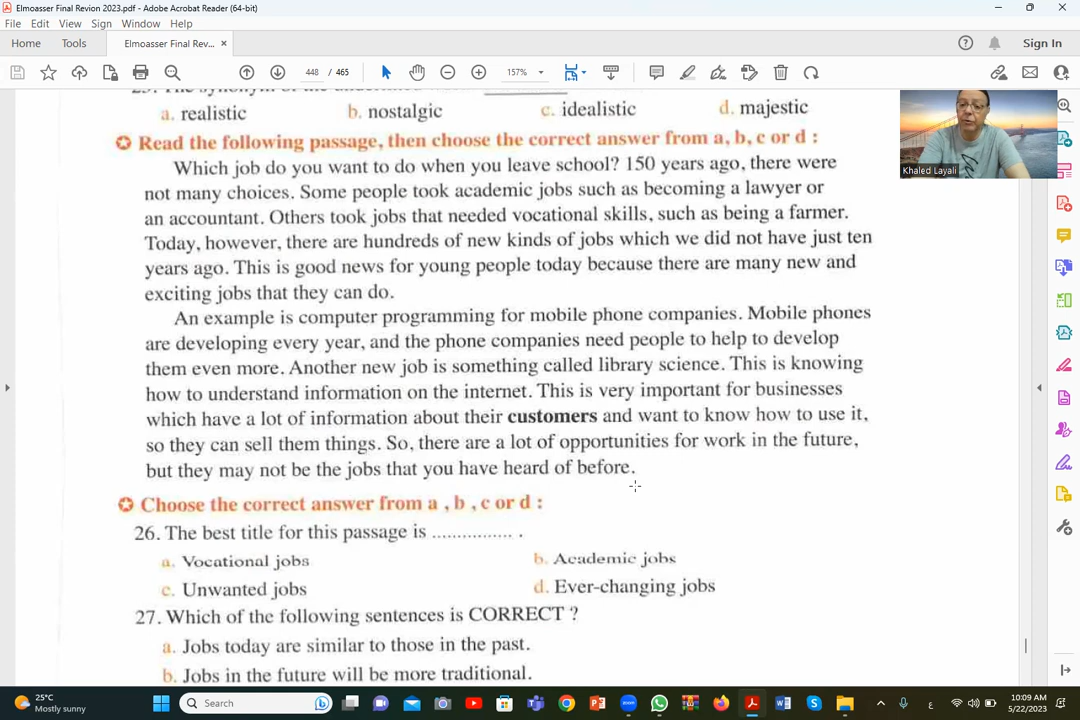 Elmoasser Final Revion 2023.pdf - Adobe Acrobat Reader (64-bit)
File Edit View Sign Window Help
Home Tools Elmoasser Final Rev... × Sign In
448 / 465 157%
a. realistic b. nostalgic c. idealistic d. majestic
Read the following passage, then choose the correct answer from a, b, c or d :
Which job do you want to do when you leave school? 150 years ago, there were
not many choices. Some people took academic jobs such as becoming a lawyer or
an accountant. Others took jobs that needed vocational skills, such as being a farmer.
Today, however, there are hundreds of new kinds of jobs which we did not have just ten
years ago. This is good news for young people today because there are many new and
exciting jobs that they can do.
An example is computer programming for mobile phone companies. Mobile phones
are developing every year, and the phone companies need people to help to develop
them even more. Another new job is something called library science. This is knowing
how to understand information on the internet. This is very important for businesses
which have a lot of information about their customers and want to know how to use it,
so they can sell them things. So, there are a lot of opportunities for work in the future,
but they may not be the jobs that you have heard of before.
Choose the correct answer from a , b , c or d :
26. The best title for this passage is ................ .
a. Vocational jobs b. Academic jobs
c. Unwanted jobs d. Ever-changing jobs
27. Which of the following sentences is CORRECT ?
a. Jobs today are similar to those in the past.
b. Jobs in the future will be more traditional.
Khaled Layali
25°C
Mostly sunny
Search
ع
10:09 AM
5/22/2023